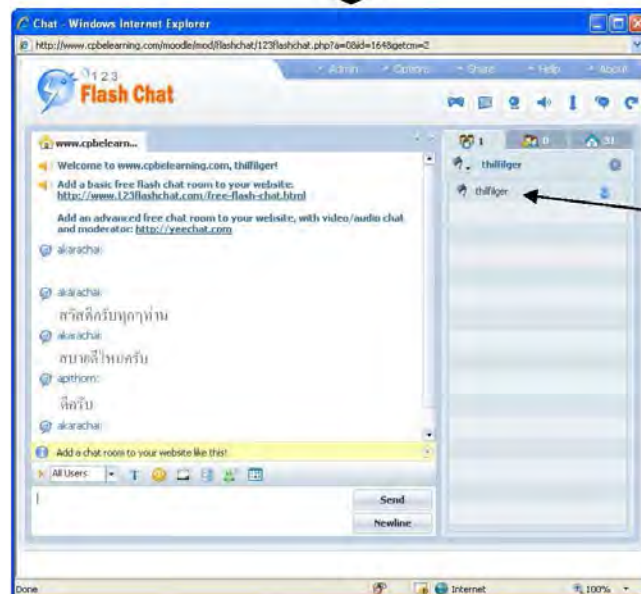 Chat - Windows Internet Explorer
http://www.cpbelearning.com/moodle/mod/flashchat/123flashchat.php?a=0&id=164&getcm=2
Admin Options Share Help About
123
Flash Chat
www.cpbelearn...
1 0 31
Welcome to www.cpbelearning.com, thilfilger!
Add a basic free flash chat room to your website:
http://www.123flashchat.com/free-flash-chat.html
Add an advanced free chat room to your website, with video/audio chat
and moderator: http://yeechat.com
akarachai:
akarachai:
สวัสดีครับทุกๆท่าน
akarachai:
สบายดีไหมครับ
apithorn:
ดีครับ
akarachai:
thilfilger
thilfilger
Add a chat room to your website like this!
All Users
Send
Newline
Done
Internet
100%